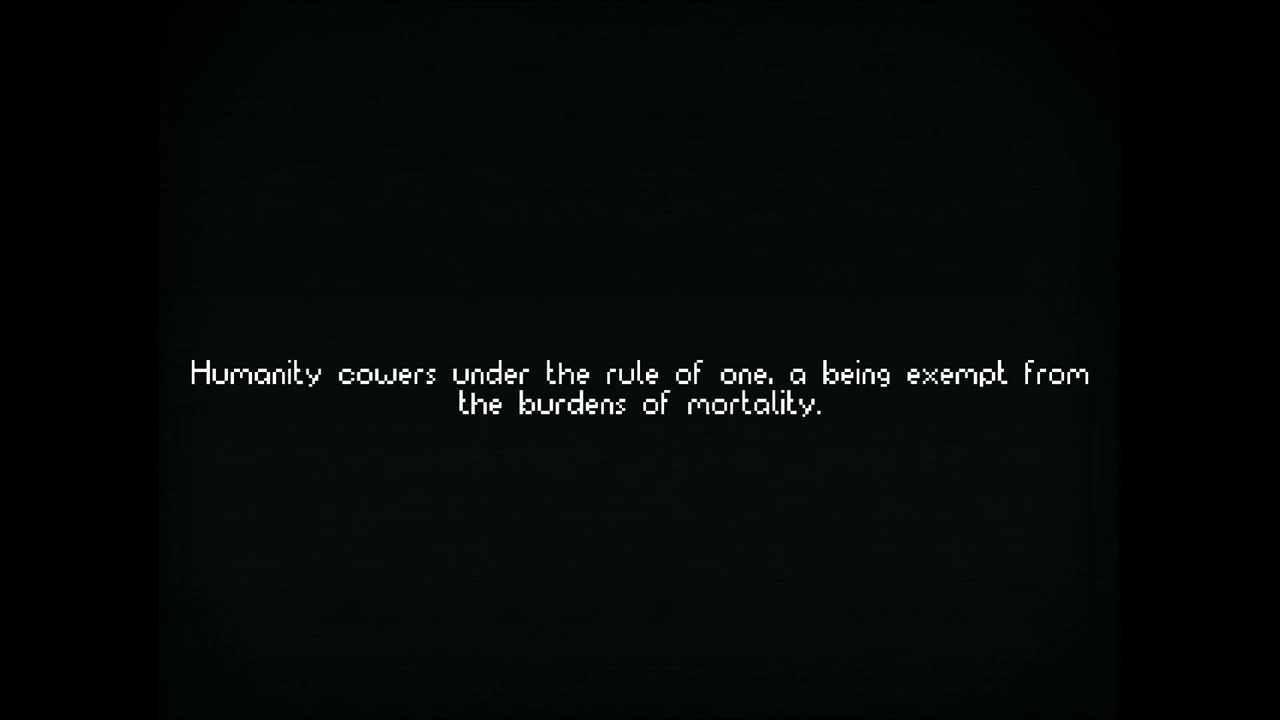 Humanity cowers under the rule of one, a being exempt from
the burdens of mortality.